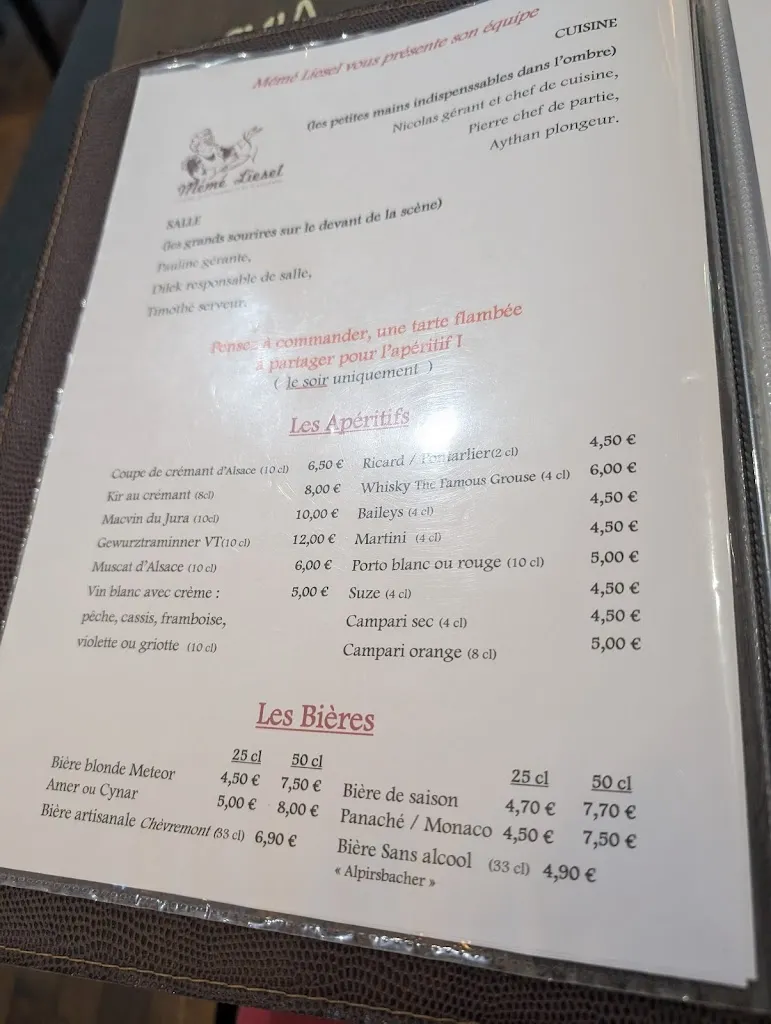 Mémé Liesel vous présente son équipe
CUISINE
(les petites mains indispenssables dans l'ombre)
Nicolas gérant et chef de cuisine,
Pierre chef de partie,
Aythan plongeur.
Mémé Liesel
SALLE
(les grands sourires sur le devant de la scène)
Pauline gérante,
Dilek responsable de salle,
Timothé serveur.
Pensez À commander, une tarte flambée
à partager pour l'apéritif !
( le soir uniquement )
Les Apéritifs
Coupe de crémant d'Alsace (10 cl) 6,50 €
Kir au crémant (8cl) 8,00 €
Macvin du Jura (10cl) 10,00 €
Gewurztraminner VT(10 cl) 12,00 €
Muscat d'Alsace (10 cl) 6,00 €
Vin blanc avec crème : 5,00 €
pêche, cassis, framboise,
violette ou griotte (10 cl)
Ricard / Pontarlier(2 cl) 4,50 €
Whisky The Famous Grouse (4 cl) 6,00 €
Baileys (4 cl) 4,50 €
Martini (4 cl) 4,50 €
Porto blanc ou rouge (10 cl) 5,00 €
Suze (4 cl) 4,50 €
Campari sec (4 cl) 4,50 €
Campari orange (8 cl) 5,00 €
Les Bières
25 cl 50 cl
Bière blonde Meteor 4,50 € 7,50 €
Amer ou Cynar 5,00 € 8,00 €
Bière artisanale Chèvremont (33 cl) 6,90 €
25 cl 50 cl
Bière de saison 4,70 € 7,70 €
Panaché / Monaco 4,50 € 7,50 €
Bière Sans alcool (33 cl) 4,90 €
« Alpirsbacher »